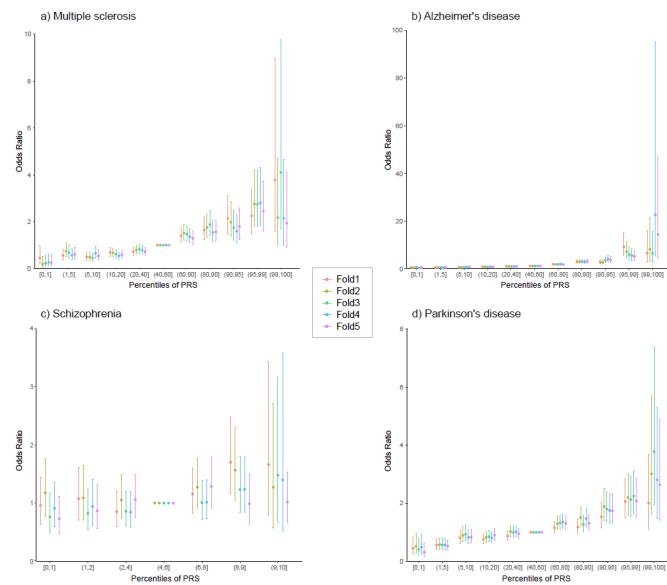 a) Multiple sclerosis
10
8
6
4
2
0
Odds Ratio
[0,1] (1,5] (5,10] (10,20] (20,40] (40,60] (60,80] (80,90] (90,95] (95,99] (99,100]
Percentiles of PRS
b) Alzheimer's disease
100
75
50
25
0
Odds Ratio
[0,1] (1,5] (5,10] (10,20] (20,40] (40,60] (60,80] (80,90] (90,95] (95,99] (99,100]
Percentiles of PRS
Fold1
Fold2
Fold3
Fold4
Fold5
c) Schizophrenia
4
3
2
1
0
Odds Ratio
[0,1] (1,2] (2,4] (4,6] (6,8] (8,9] (9,10]
Percentiles of PRS
d) Parkinson's disease
8
6
4
2
0
Odds Ratio
[0,1] (1,5] (5,10] (10,20] (20,40] (40,60] (60,80] (80,90] (90,95] (95,99] (99,100]
Percentiles of PRS